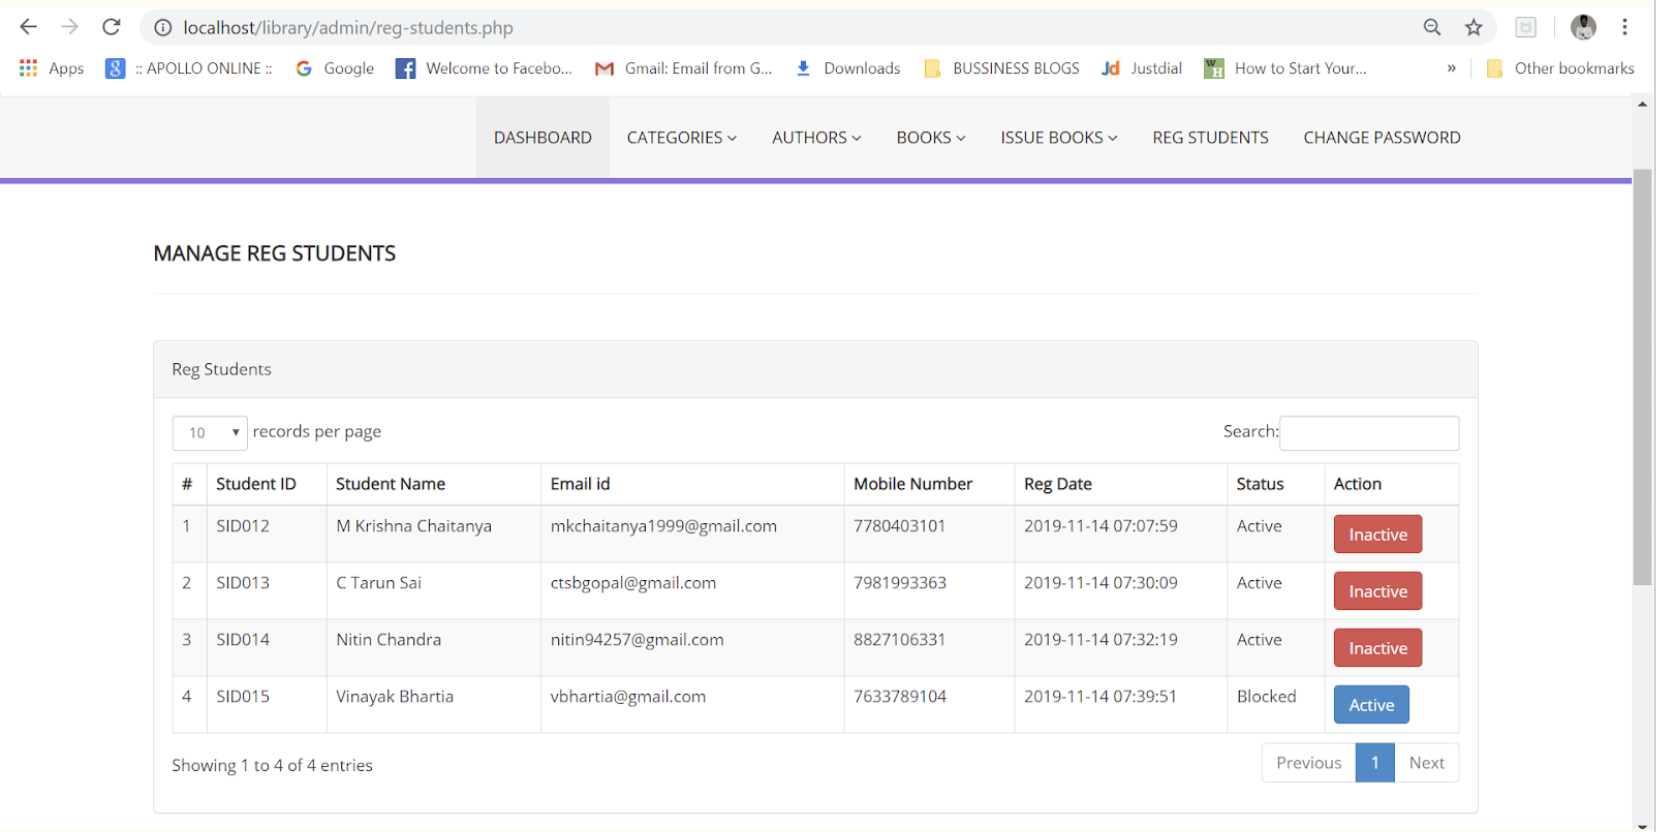 localhost/library/admin/reg-students.php
Apps :: APOLLO ONLINE :: Google Welcome to Facebo... Gmail: Email from G... Downloads BUSSINESS BLOGS Jd Justdial How to Start Your... » Other bookmarks
DASHBOARD CATEGORIES AUTHORS BOOKS ISSUE BOOKS REG STUDENTS CHANGE PASSWORD
MANAGE REG STUDENTS
Reg Students
10 records per page Search:
# Student ID Student Name Email id Mobile Number Reg Date Status Action
1 SID012 M Krishna Chaitanya mkchaitanya1999@gmail.com 7780403101 2019-11-14 07:07:59 Active Inactive
2 SID013 C Tarun Sai ctsbgopal@gmail.com 7981993363 2019-11-14 07:30:09 Active Inactive
3 SID014 Nitin Chandra nitin94257@gmail.com 8827106331 2019-11-14 07:32:19 Active Inactive
4 SID015 Vinayak Bhartia vbhartia@gmail.com 7633789104 2019-11-14 07:39:51 Blocked Active
Showing 1 to 4 of 4 entries Previous 1 Next